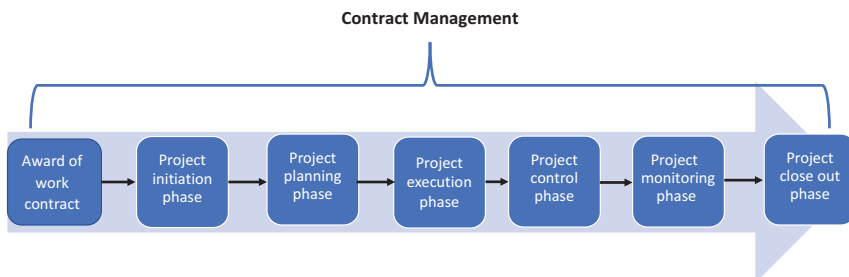 Contract Management
Award of
work
contract
Project
initiation
phase
Project
planning
phase
Project
execution
phase
Project
control
phase
Project
monitoring
phase
Project
close out
phase